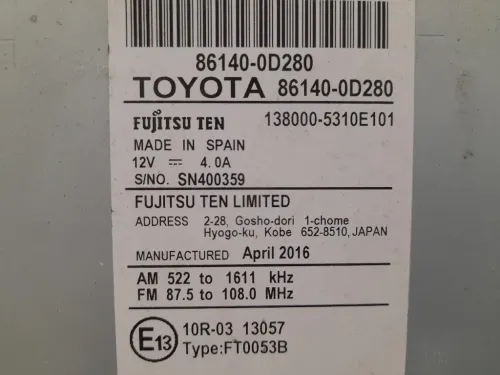 86140-0D280
TOYOTA 86140-0D280
FUJITSU TEN 138000-5310E101
MADE IN SPAIN
12V ⎓ 4.0A
S/NO. SN400359
FUJITSU TEN LIMITED
ADDRESS 2-28, Gosho-dori 1-chome
Hyogo-ku, Kobe 652-8510, JAPAN
MANUFACTURED April 2016
AM 522 to 1611 kHz
FM 87.5 to 108.0 MHz
E13 10R-03 13057
Type:FT0053B